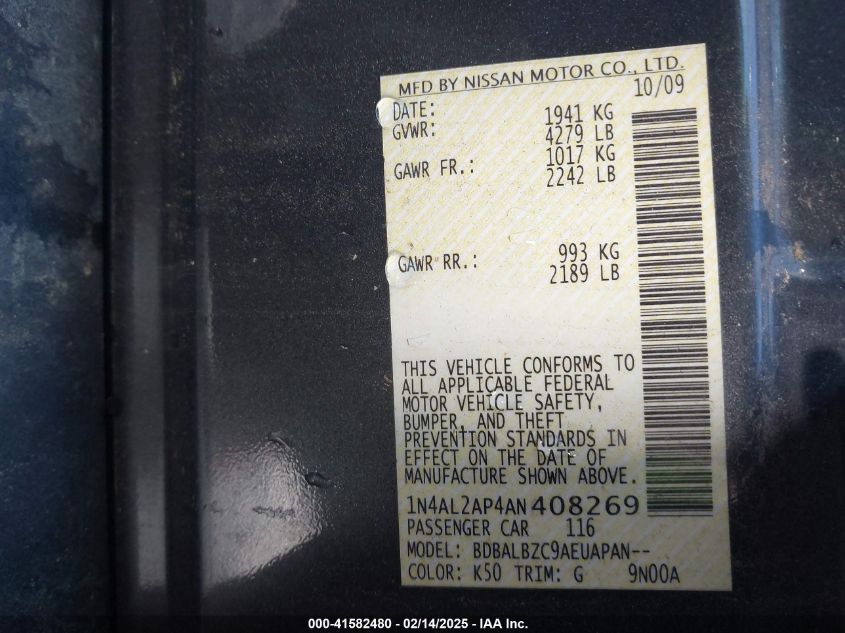 MFD BY NISSAN MOTOR CO., LTD.
DATE: 10/09
GVWR: 1941 KG
4279 LB
GAWR FR.: 1017 KG
2242 LB
GAWR RR.: 993 KG
2189 LB
THIS VEHICLE CONFORMS TO
ALL APPLICABLE FEDERAL
MOTOR VEHICLE SAFETY,
BUMPER, AND THEFT
PREVENTION STANDARDS IN
EFFECT ON THE DATE OF
MANUFACTURE SHOWN ABOVE.
1N4AL2AP4AN408269
PASSENGER CAR 116
MODEL: BDBALBZC9AEUAPAN--
COLOR: K50 TRIM: G 9N00A
000-41582480 - 02/14/2025 - IAA Inc.